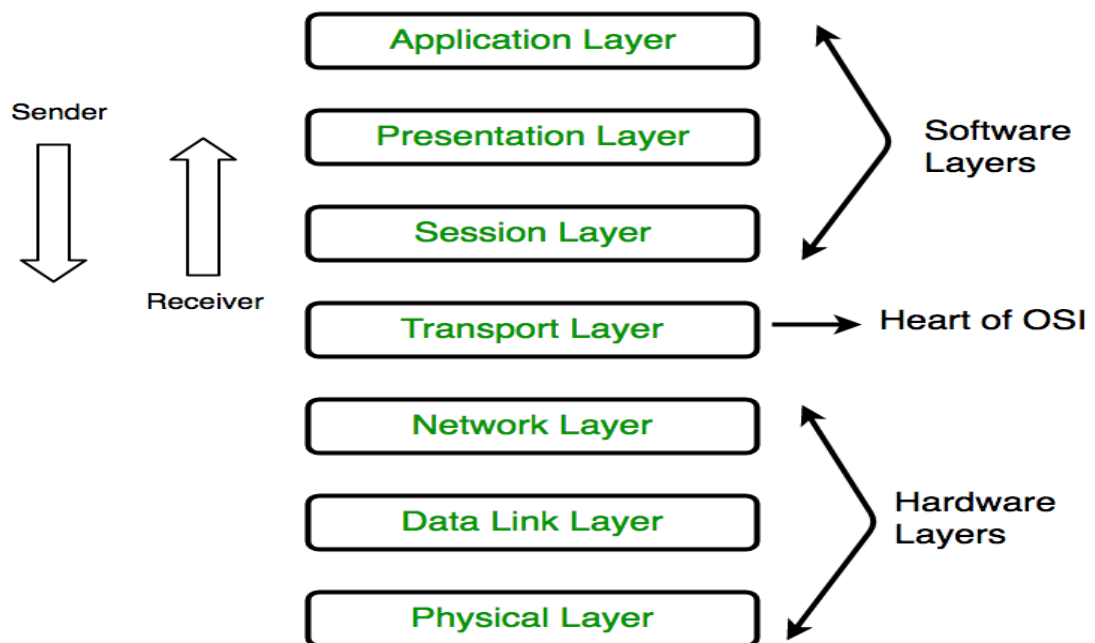 Application Layer
Sender
Presentation Layer
Software
Layers
Session Layer
Receiver
Transport Layer
Heart of OSI
Network Layer
Hardware
Layers
Data Link Layer
Physical Layer